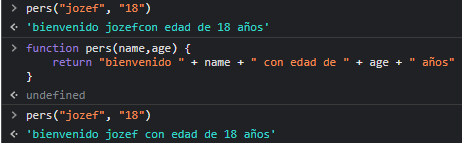 > pers("jozef", "18")
< 'bienvenido jozefcon edad de 18 años'
> function pers(name,age) {
    return "bienvenido " + name + " con edad de " + age + " años"
}
< undefined
> pers("jozef", "18")
< 'bienvenido jozef con edad de 18 años'